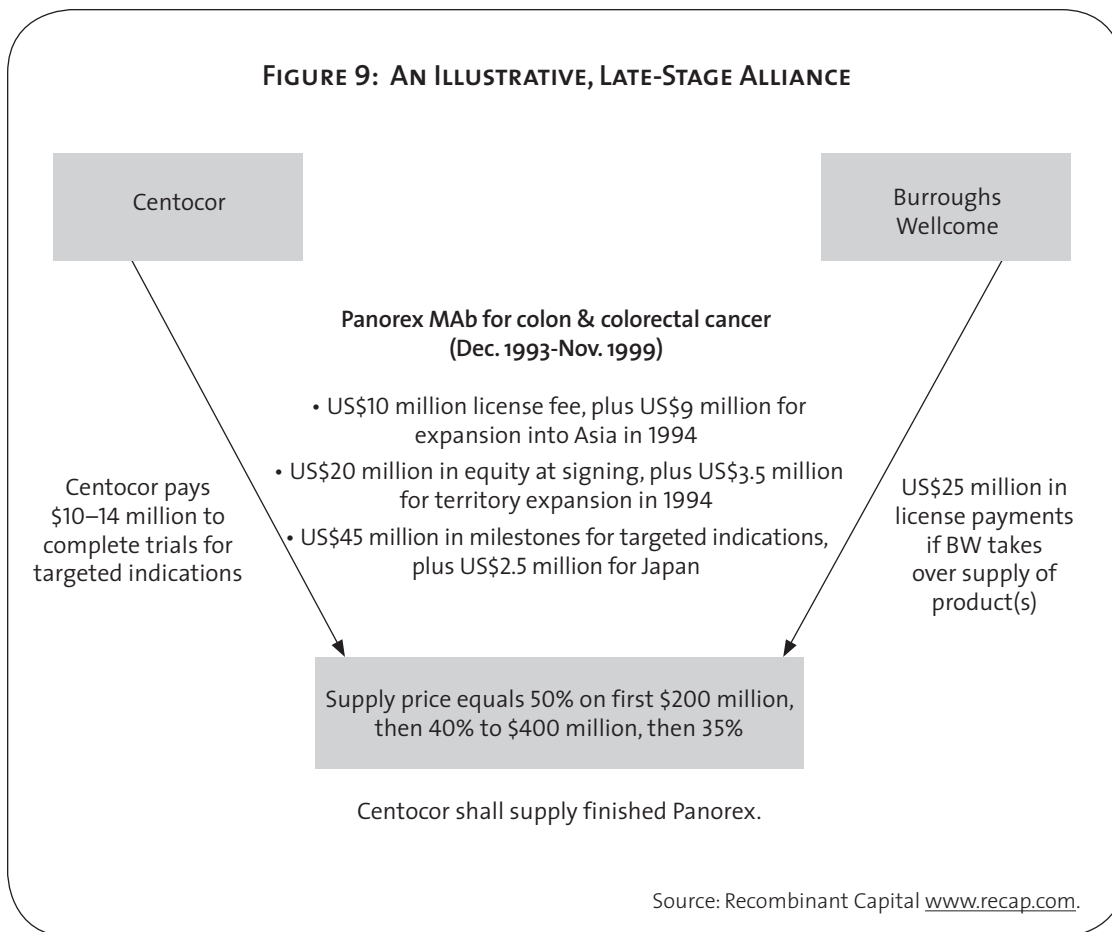 FIGURE 9: AN ILLUSTRATIVE, LATE-STAGE ALLIANCE
Centocor
Burroughs
Wellcome
Panorex MAb for colon & colorectal cancer
(Dec. 1993-Nov. 1999)
• US$10 million license fee, plus US$9 million for
expansion into Asia in 1994
• US$20 million in equity at signing, plus US$3.5 million
for territory expansion in 1994
• US$45 million in milestones for targeted indications,
plus US$2.5 million for Japan
Centocor pays
$10–14 million to
complete trials for
targeted indications
US$25 million in
license payments
if BW takes
over supply of
product(s)
Supply price equals 50% on first $200 million,
then 40% to $400 million, then 35%
Centocor shall supply finished Panorex.
Source: Recombinant Capital www.recap.com.